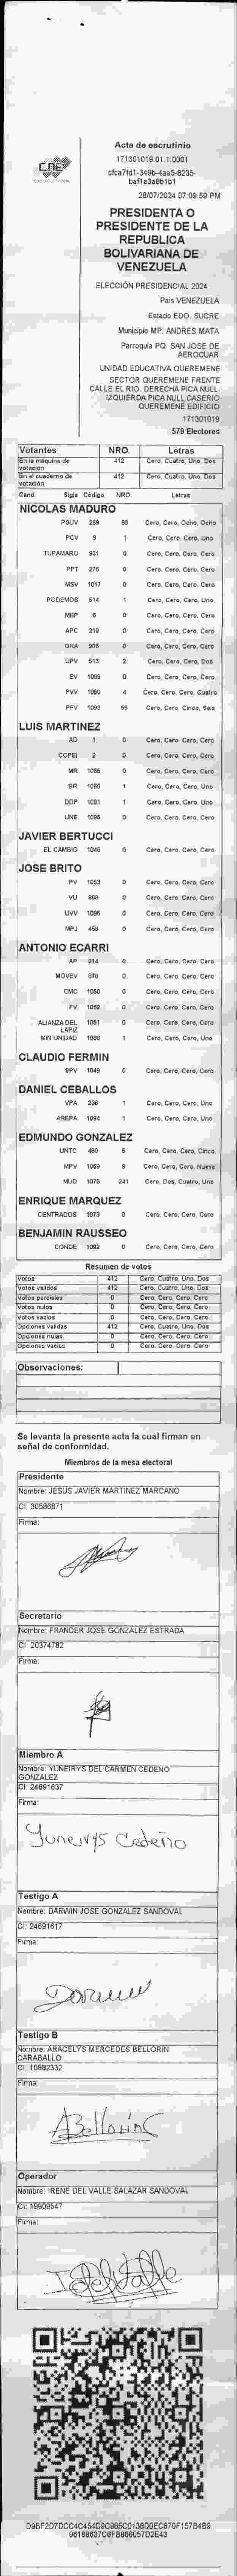 CNE
Acta de escrutinio
171301019.01.1.0001
cfca7fd1-349b-4aa5-8235-
baf1a3a9b1b1
28/07/2024 07:09:59 PM
PRESIDENTA O
PRESIDENTE DE LA
REPUBLICA
BOLIVARIANA DE
VENEZUELA
ELECCIÓN PRESIDENCIAL 2024
País VENEZUELA
Estado EDO. SUCRE
Municipio MP. ANDRES MATA
Parroquia PQ. SAN JOSE DE
AEROCUAR
UNIDAD EDUCATIVA QUEREMENE
SECTOR QUEREMENE FRENTE
CALLE EL RIO. DERECHA PICA NULL.
IZQUIERDA PICA NULL CASERIO
QUEREMENE EDIFICIO
171301019
579 Electores
Votantes NRO. Letras
En la máquina de votación 412 Cero, Cuatro, Uno, Dos
En el cuaderno de votación 412 Cero, Cuatro, Uno, Dos
Cand. Sigla Código NRO. Letras
NICOLAS MADURO
PSUV 259 88 Cero, Cero, Ocho, Ocho
PCV 9 1 Cero, Cero, Cero, Uno
TUPAMARO 931 0 Cero, Cero, Cero, Cero
PPT 276 0 Cero, Cero, Cero, Cero
MSV 1017 0 Cero, Cero, Cero, Cero
PODEMOS 614 1 Cero, Cero, Cero, Uno
MEP 6 0 Cero, Cero, Cero, Cero
APC 219 0 Cero, Cero, Cero, Cero
ORA 906 0 Cero, Cero, Cero, Cero
UPV 513 2 Cero, Cero, Cero, Dos
EV 1089 0 Cero, Cero, Cero, Cero
PVV 1090 4 Cero, Cero, Cero, Cuatro
PFV 1093 56 Cero, Cero, Cinco, Seis
LUIS MARTINEZ
AD 1 0 Cero, Cero, Cero, Cero
COPEI 2 0 Cero, Cero, Cero, Cero
MR 1066 0 Cero, Cero, Cero, Cero
BR 1086 1 Cero, Cero, Cero, Uno
DDP 1091 1 Cero, Cero, Cero, Uno
UNE 1095 0 Cero, Cero, Cero, Cero
JAVIER BERTUCCI
EL CAMBIO 1048 0 Cero, Cero, Cero, Cero
JOSE BRITO
PV 1053 0 Cero, Cero, Cero, Cero
VU 868 0 Cero, Cero, Cero, Cero
UVV 1096 0 Cero, Cero, Cero, Cero
MPJ 458 0 Cero, Cero, Cero, Cero
ANTONIO ECARRI
AP 814 0 Cero, Cero, Cero, Cero
MOVEV 878 0 Cero, Cero, Cero, Cero
CMC 1050 0 Cero, Cero, Cero, Cero
FV 1062 0 Cero, Cero, Cero, Cero
ALIANZA DEL LAPIZ 1081 0 Cero, Cero, Cero, Cero
MIN UNIDAD 1088 1 Cero, Cero, Cero, Uno
CLAUDIO FERMIN
SPV 1049 0 Cero, Cero, Cero, Cero
DANIEL CEBALLOS
VPA 236 1 Cero, Cero, Cero, Uno
AREPA 1094 1 Cero, Cero, Cero, Uno
EDMUNDO GONZALEZ
UNTC 460 5 Cero, Cero, Cero, Cinco
MPV 1069 9 Cero, Cero, Cero, Nueve
MUD 1076 241 Cero, Dos, Cuatro, Uno
ENRIQUE MARQUEZ
CENTRADOS 1073 0 Cero, Cero, Cero, Cero
BENJAMIN RAUSSEO
CONDE 1092 0 Cero, Cero, Cero, Cero
Resumen de votos
Votos 412 Cero, Cuatro, Uno, Dos
Votos validos 412 Cero, Cuatro, Uno, Dos
Votos parciales 0 Cero, Cero, Cero, Cero
Votos nulos 0 Cero, Cero, Cero, Cero
Votos vacíos 0 Cero, Cero, Cero, Cero
Opciones validas 412 Cero, Cuatro, Uno, Dos
Opciones nulas 0 Cero, Cero, Cero, Cero
Opciones vacías 0 Cero, Cero, Cero, Cero
Observaciones:
Se levanta la presente acta la cual firman en
señal de conformidad.
Miembros de la mesa electoral
Presidente
Nombre: JESUS JAVIER MARTINEZ MARCANO
CI: 30586871
Firma:
Secretario
Nombre: FRANDER JOSE GONZALEZ ESTRADA
CI: 20374782
Firma:
Miembro A
Nombre: YUNEIRYS DEL CARMEN CEDENO
GONZALEZ
CI: 24691637
Firma:
Yuneirys Cedeño
Testigo A
Nombre: DARWIN JOSE GONZALEZ SANDOVAL
CI: 24691617
Firma:
Testigo B
Nombre: ARACELYS MERCEDES BELLORIN
CARABALLO
CI: 10882332
Firma:
ABellorinC
Operador
Nombre: IRENE DEL VALLE SALAZAR SANDOVAL
CI: 19909547
Firma: